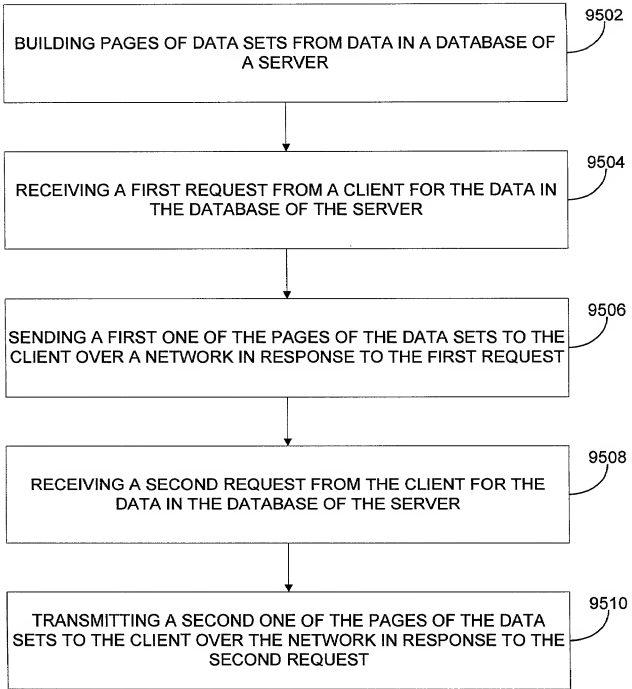 9502
BUILDING PAGES OF DATA SETS FROM DATA IN A DATABASE OF
A SERVER
9504
RECEIVING A FIRST REQUEST FROM A CLIENT FOR THE DATA IN
THE DATABASE OF THE SERVER
9506
SENDING A FIRST ONE OF THE PAGES OF THE DATA SETS TO THE
CLIENT OVER A NETWORK IN RESPONSE TO THE FIRST REQUEST
9508
RECEIVING A SECOND REQUEST FROM THE CLIENT FOR THE
DATA IN THE DATABASE OF THE SERVER
9510
TRANSMITTING A SECOND ONE OF THE PAGES OF THE DATA
SETS TO THE CLIENT OVER THE NETWORK IN RESPONSE TO THE
SECOND REQUEST